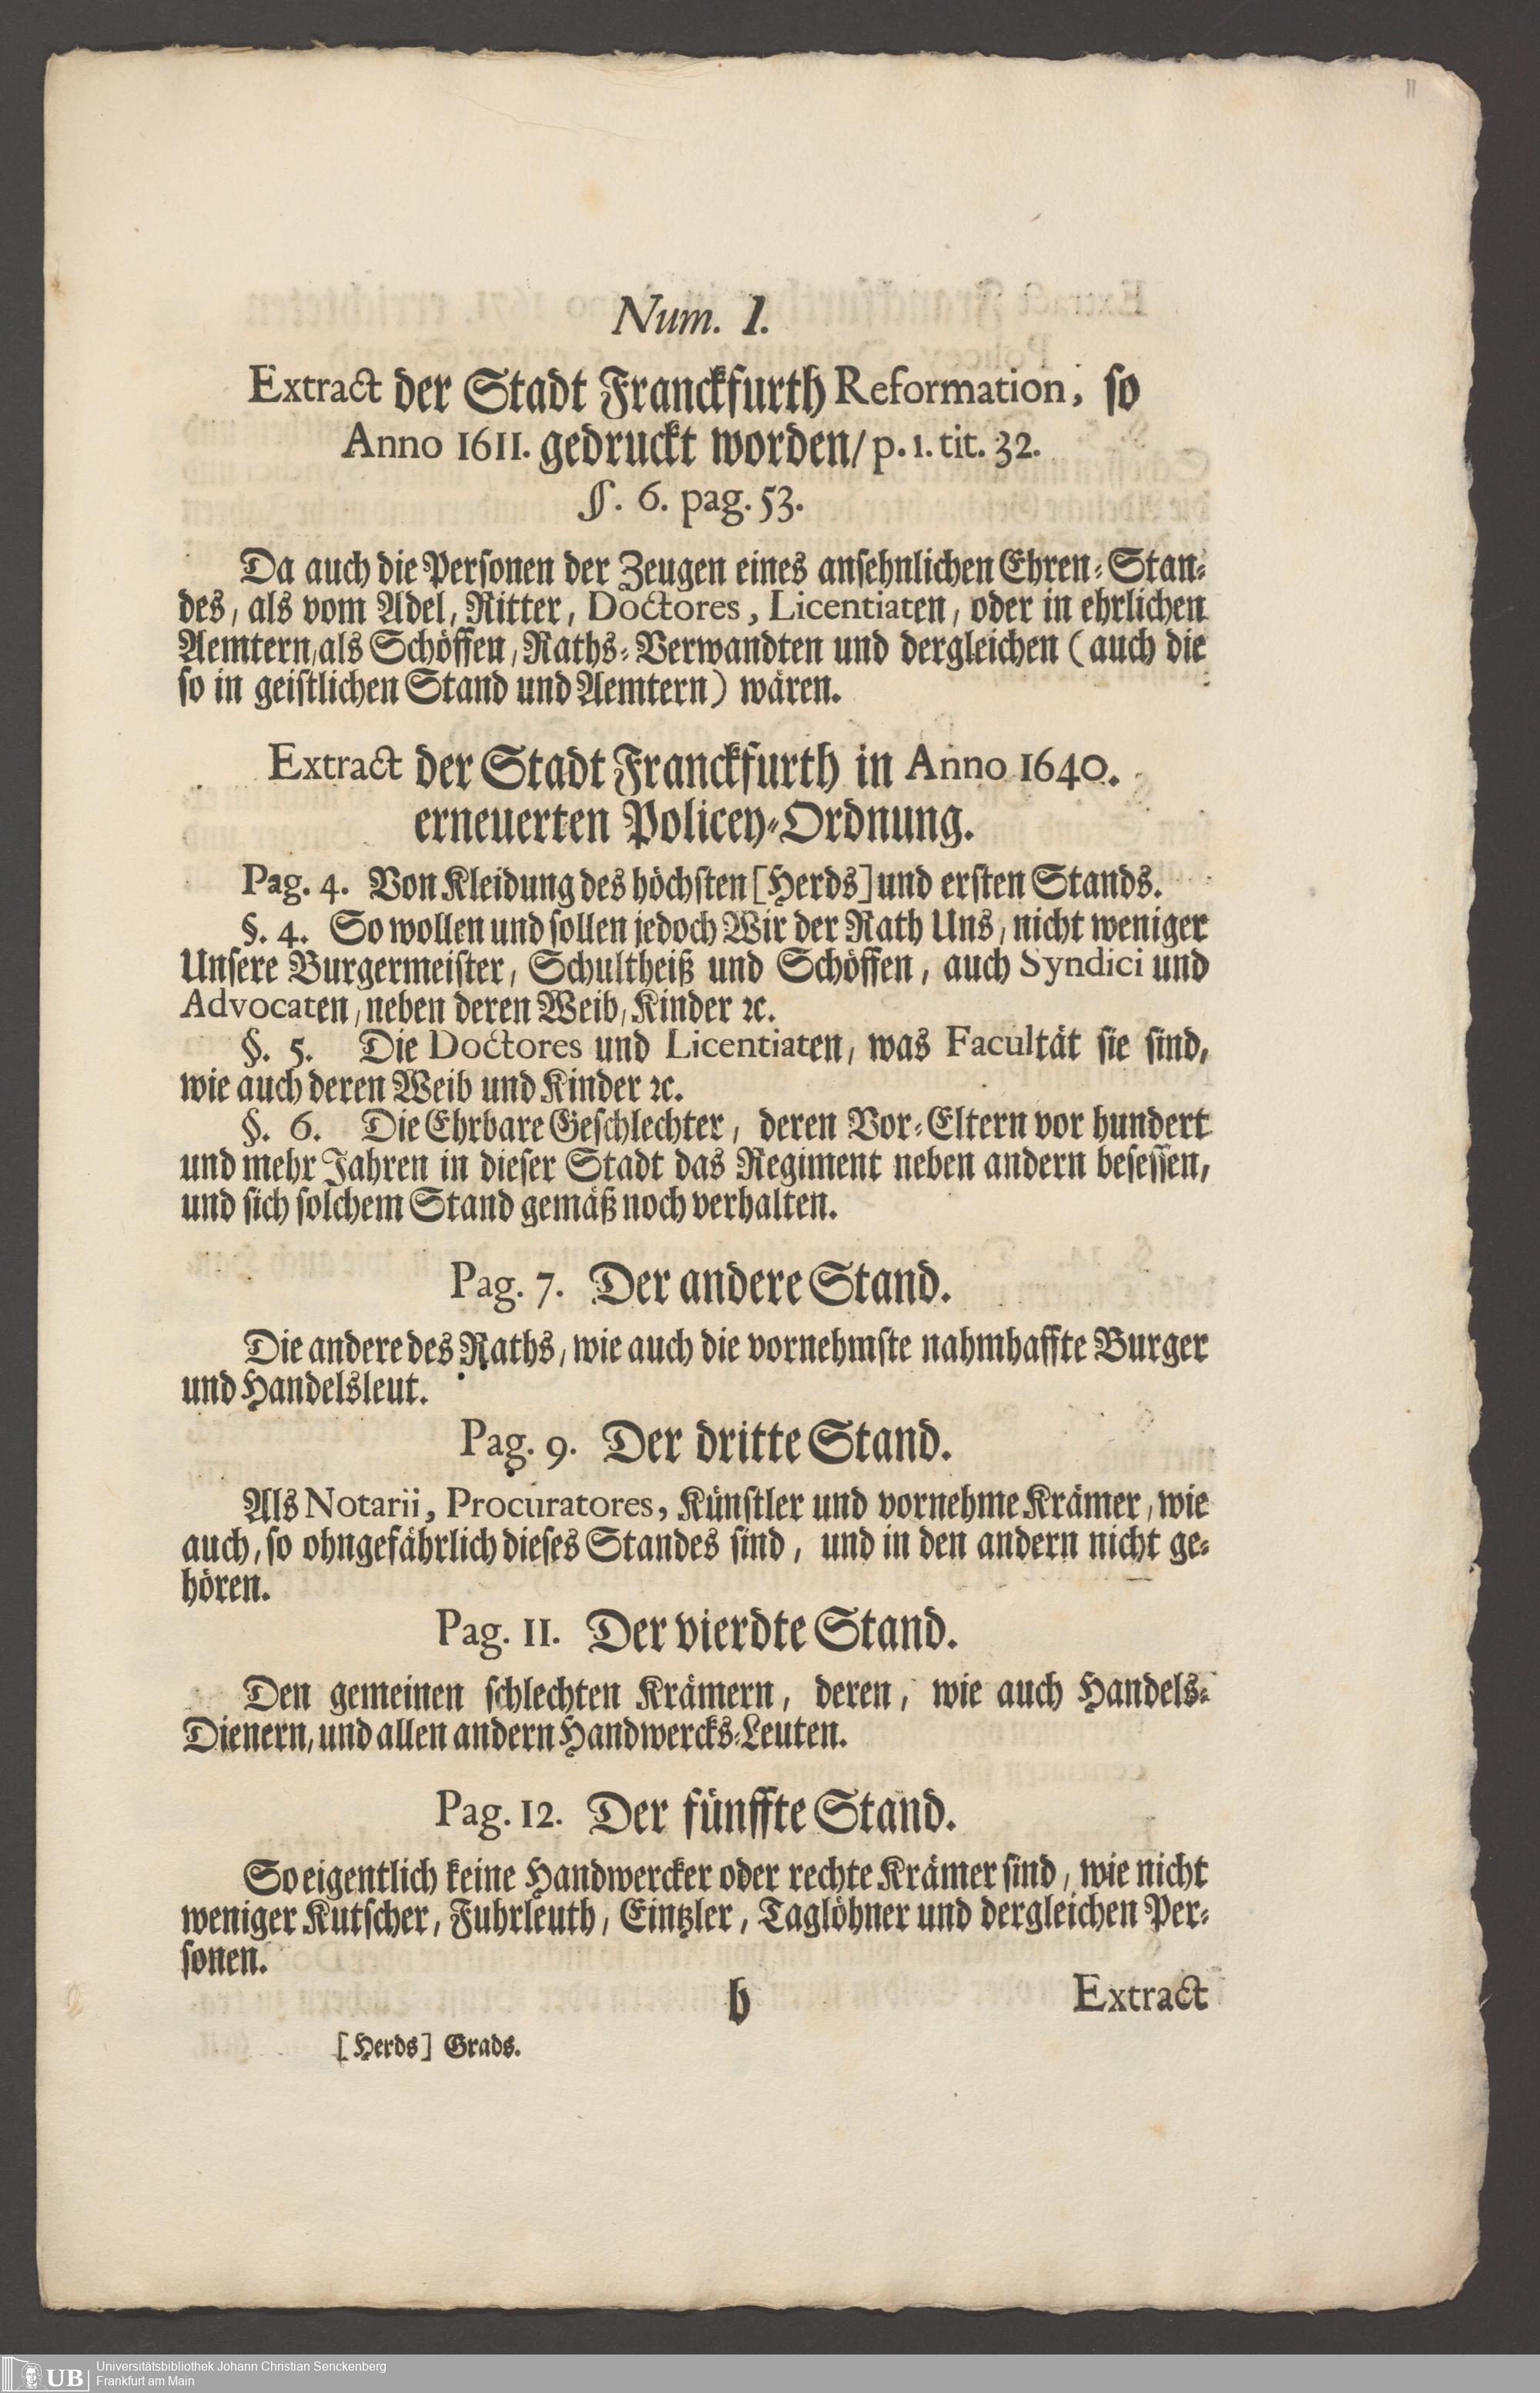 11
Num. 1.
Extract der Stadt Franckfurth Reformation, so
Anno 1611. gedruckt worden/ p. 1. tit. 32.
§. 6. pag. 53.
Da auch die Personen der Zeugen eines ansehnlichen Ehren-Stan-
des, als vom Adel, Ritter, Doctores, Licentiaten, oder in ehrlichen
Aemtern, als Schöffen, Raths-Verwandten und dergleichen (auch die
so in geistlichen Stand und Aemtern) wären.
Extract der Stadt Franckfurth in Anno 1640.
erneuerten Policey-Ordnung.
Pag. 4. Von Kleidung des höchsten [Herds] und ersten Stands.
§. 4. So wollen und sollen jedoch Wir der Rath Uns, nicht weniger
Unsere Burgermeister, Schultheiß und Schöffen, auch Syndici und
Advocaten, neben deren Weib, Kinder ꝛc.
§. 5. Die Doctores und Licentiaten, was Facultät sie sind,
wie auch deren Weib und Kinder ꝛc.
§. 6. Die Ehrbare Geschlechter, deren Vor-Eltern vor hundert
und mehr Jahren in dieser Stadt das Regiment neben andern besessen,
und sich solchem Stand gemäß noch verhalten.
Pag. 7. Der andere Stand.
Die andere des Raths, wie auch die vornehmste nahmhaffte Burger
und Handelsleut.
Pag. 9. Der dritte Stand.
Als Notarii, Procuratores, Künstler und vornehme Krämer, wie
auch, so ohngefährlich dieses Standes sind, und in den andern nicht ge-
hören.
Pag. 11. Der vierdte Stand.
Den gemeinen schlechten Krämern, deren, wie auch Handels-
Dienern, und allen andern Handwercks-Leuten.
Pag. 12. Der fünffte Stand.
So eigentlich keine Handwercker oder rechte Krämer sind, wie nicht
weniger Kutscher, Fuhrleuth, Eintzler, Taglöhner und dergleichen Per-
sonen.
b Extract
[Herds] Grads.
UB Universitätsbibliothek Johann Christian Senckenberg
Frankfurt am Main